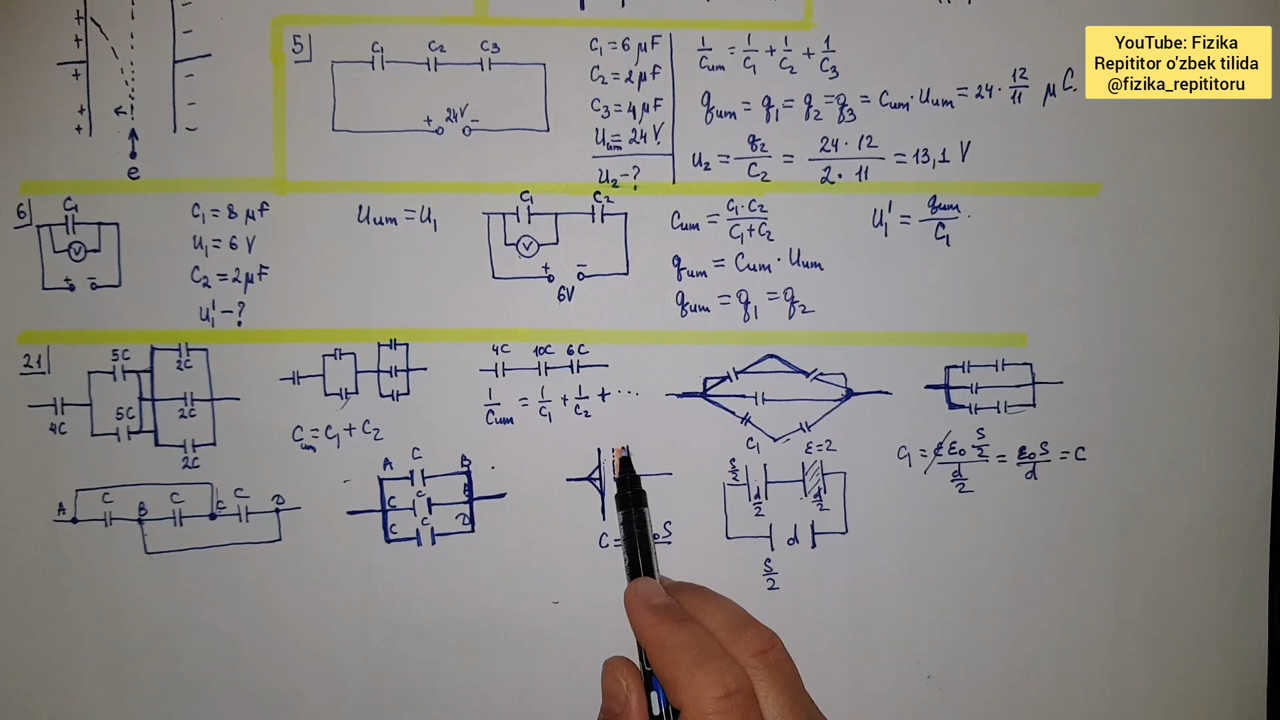 YouTube: Fizika
Repititor o'zbek tilida
@fizika_repititoru
e
5|
C₁ C₂ C₃
+ 24V −
C₁ = 6 μF
C₂ = 2 μF
C₃ = 4 μF
Uum = 24 V
U₂ − ?
1/Cum = 1/C₁ + 1/C₂ + 1/C₃
qum = q₁ = q₂ = q₃ = Cum · Uum = 24 · 12/11 μC.
U₂ = q₂/C₂ = 24 · 12/2 · 11 = 13,1 V
6|
C₁
V
+ −
C₁ = 8 μF
U₁ = 6 V
C₂ = 2 μF
U₁' − ?
Uum = U₁
C₁ C₂
V
+ −
6V
Cum = C₁ · C₂/C₁ + C₂
qum = Cum · Uum
qum = q₁ = q₂
U₁' = qum/C₁ .
21|
4C 5C 5C 2C 2C 2C
Cum = C₁ + C₂
4C 10C 6C
1/Cum = 1/C₁ + 1/C₂ + ...
A C B C C C D
A C B
C C B
C C D
C₁ ε=2
S/2 d/2 d/2
d
S/2
C₁ = εε₀ S/2 / d/2 = ε₀S/d = C